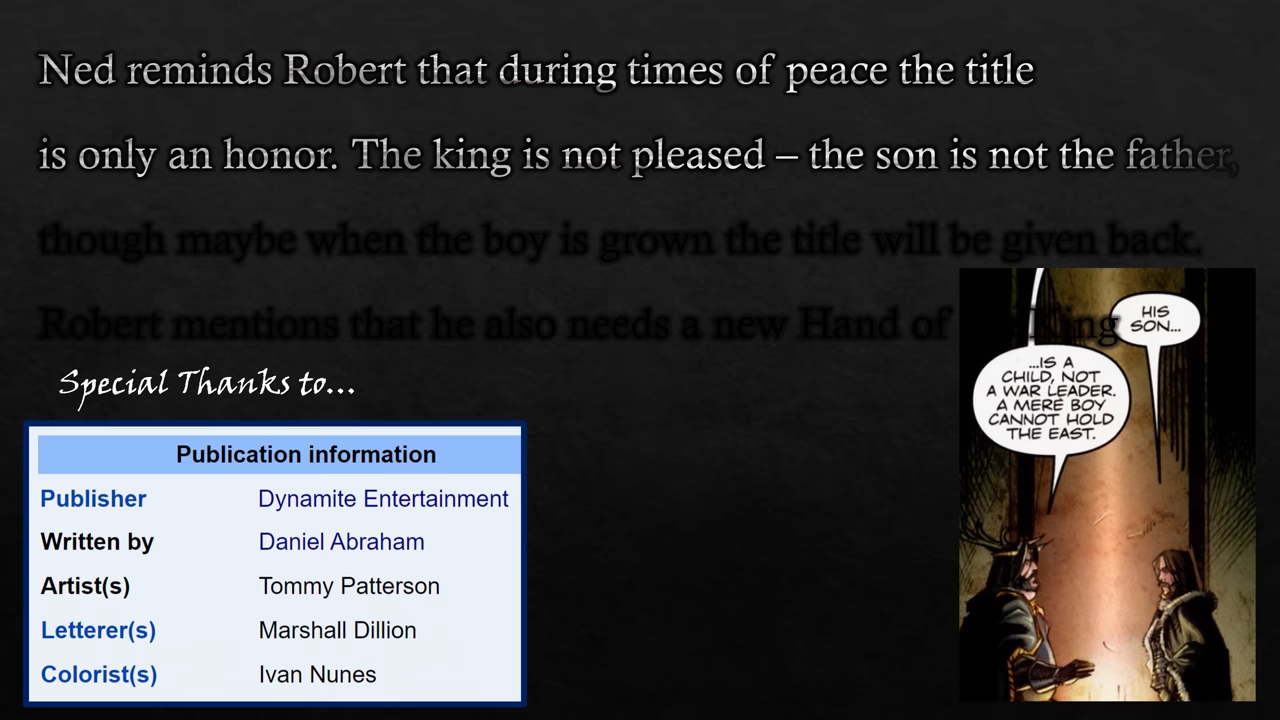 Ned reminds Robert that during times of peace the title
is only an honor. The king is not pleased – the son is not the father,
though maybe when the boy is grown the title will be given back.
Robert mentions that he also needs a new Hand of the King
HIS
SON...
...IS A
CHILD, NOT
A WAR LEADER.
A MERE BOY
CANNOT HOLD
THE EAST.
Special Thanks to...
Publication information
Publisher Dynamite Entertainment
Written by Daniel Abraham
Artist(s) Tommy Patterson
Letterer(s) Marshall Dillion
Colorist(s) Ivan Nunes